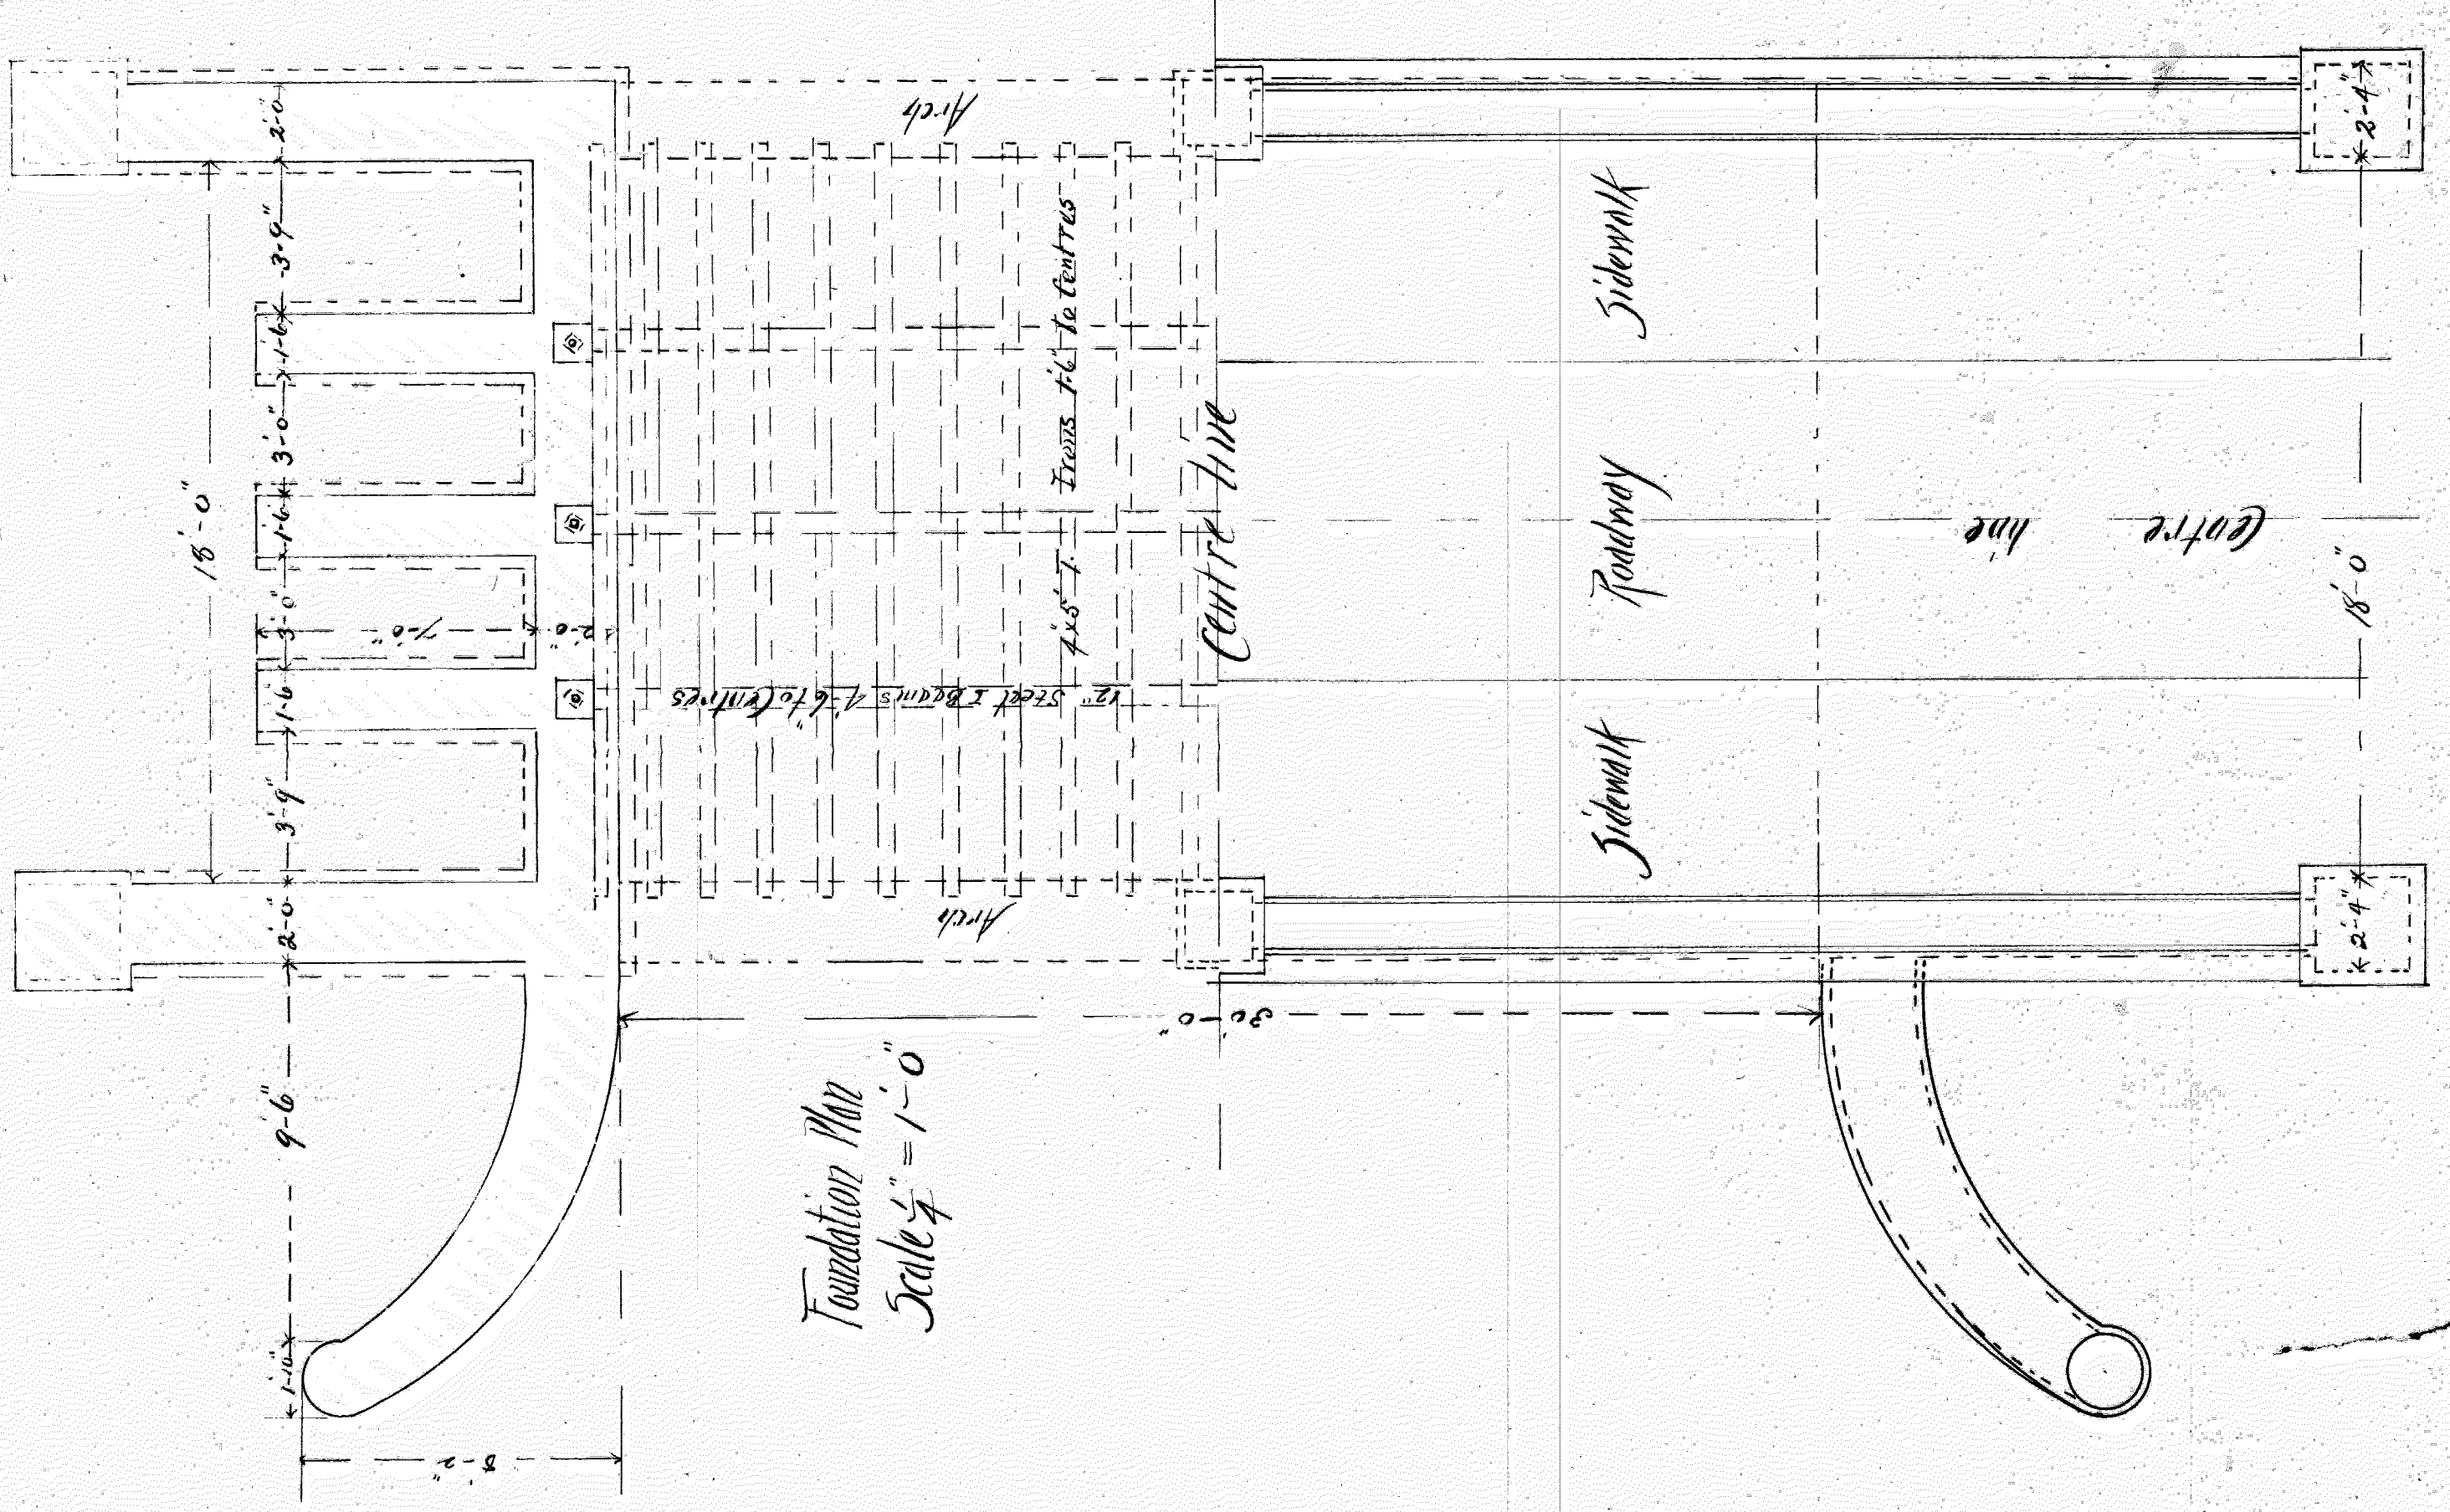 Foundation Plan
Scale ¼" = 1'-0"
Arch
Arch
Sidewalk
Roadway
Sidewalk
Centre line
Centre line
4"x5" T. Irons 1'-6" to Centres
12" Steel I Beams 4'-6" to Centres
18'-0"
2'-0"
3'-9"
1'-6"
3'-0"
1'-6"
3'-0"
1'-6"
3'-9"
2'-0"
9'-6"
1'-10"
7'-0"
2'-0"
8'-2"
30'-0"
2'-4"
18'-0"
2'-4"